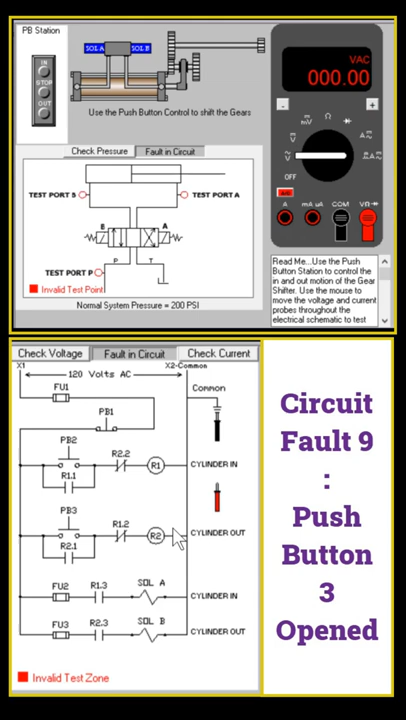 PB Station
IN
STOP
OUT
SOL A
SOL B
Use the Push Button Control to shift the Gears
VAC
000.00
-
+
Ω
mV
V
A
V
OFF
A
mA uA
COM
Check Pressure
Fault in Circuit
TEST PORT B
TEST PORT A
B
A
P
T
TEST PORT P
Invalid Test Point
Normal System Pressure = 200 PSI
Read Me...Use the Push
Button Station to control the
in and out motion of the Gear
Shifter. Use the mouse to
move the voltage and current
probes throughout the
electrical schematic to test
Check Voltage
Fault in Circuit
Check Current
X1
X2-Common
120 Volts AC
FU1
Common
PB1
PB2
R2.2
R1
CYLINDER IN
R1.1
PB3
R1.2
R2
CYLINDER OUT
R2.1
FU2
R1.3
SOL A
CYLINDER IN
FU3
R2.3
SOL B
CYLINDER OUT
Invalid Test Zone
Circuit
Fault 9
:
Push
Button
3
Opened